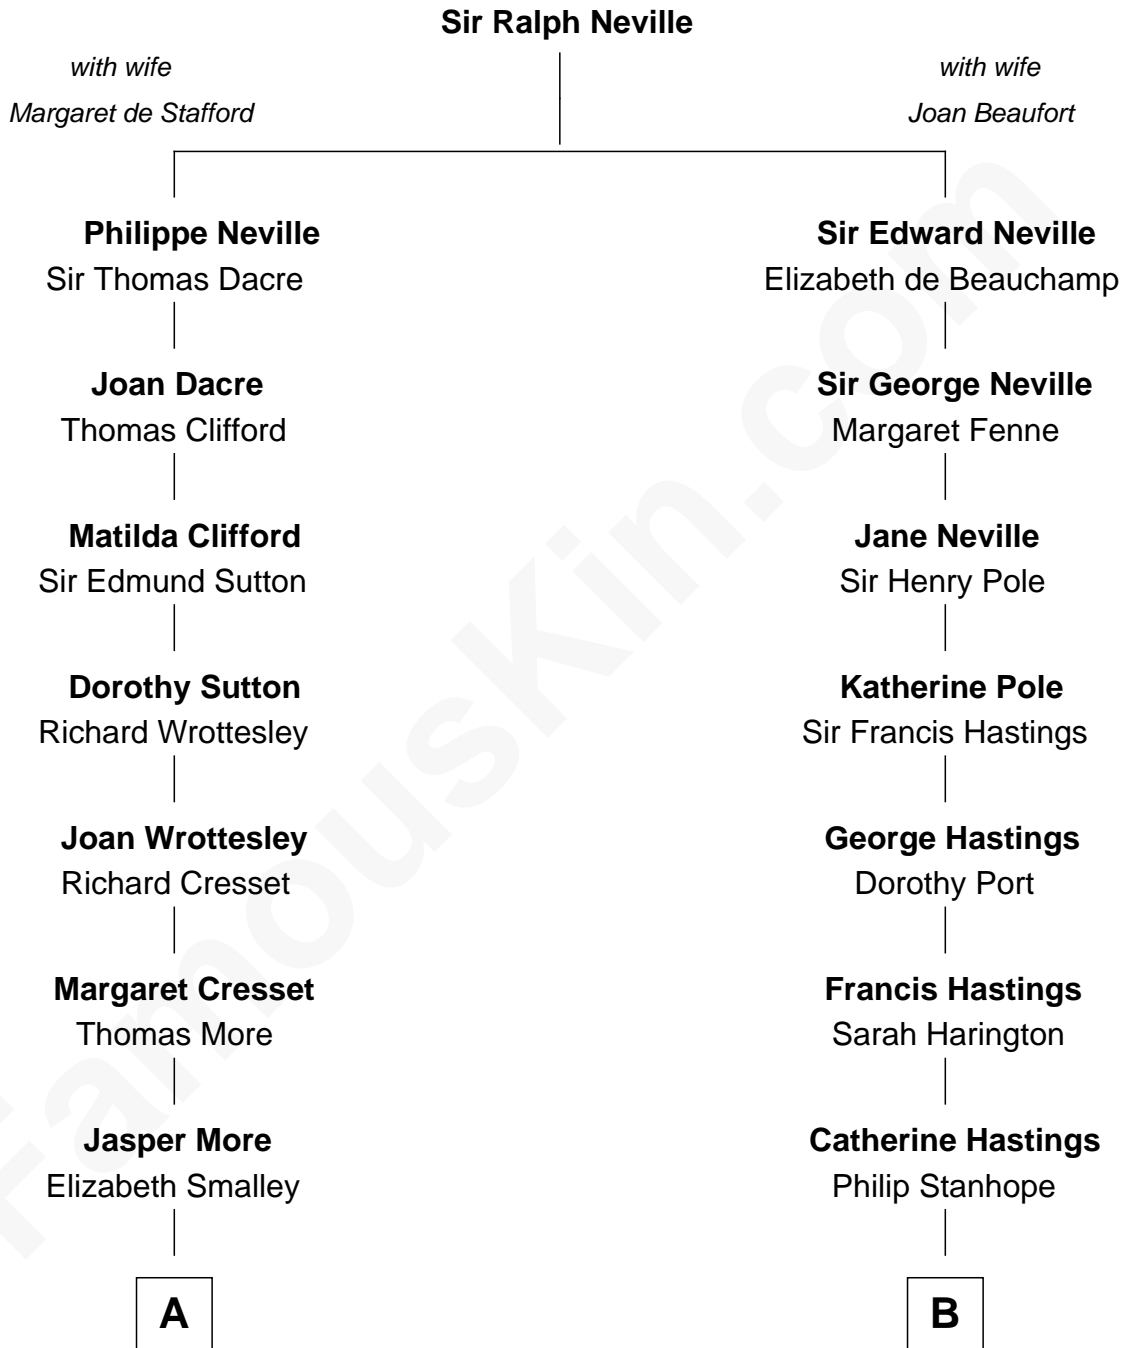 Sir Ralph Neville
with wife
Margaret de Stafford
with wife
Joan Beaufort
Philippe Neville
Sir Thomas Dacre
Sir Edward Neville
Elizabeth de Beauchamp
Joan Dacre
Thomas Clifford
Sir George Neville
Margaret Fenne
Matilda Clifford
Sir Edmund Sutton
Jane Neville
Sir Henry Pole
Dorothy Sutton
Richard Wrottesley
Katherine Pole
Sir Francis Hastings
Joan Wrottesley
Richard Cresset
George Hastings
Dorothy Port
Margaret Cresset
Thomas More
Francis Hastings
Sarah Harington
Jasper More
Elizabeth Smalley
Catherine Hastings
Philip Stanhope
A
B
FamousKin.com